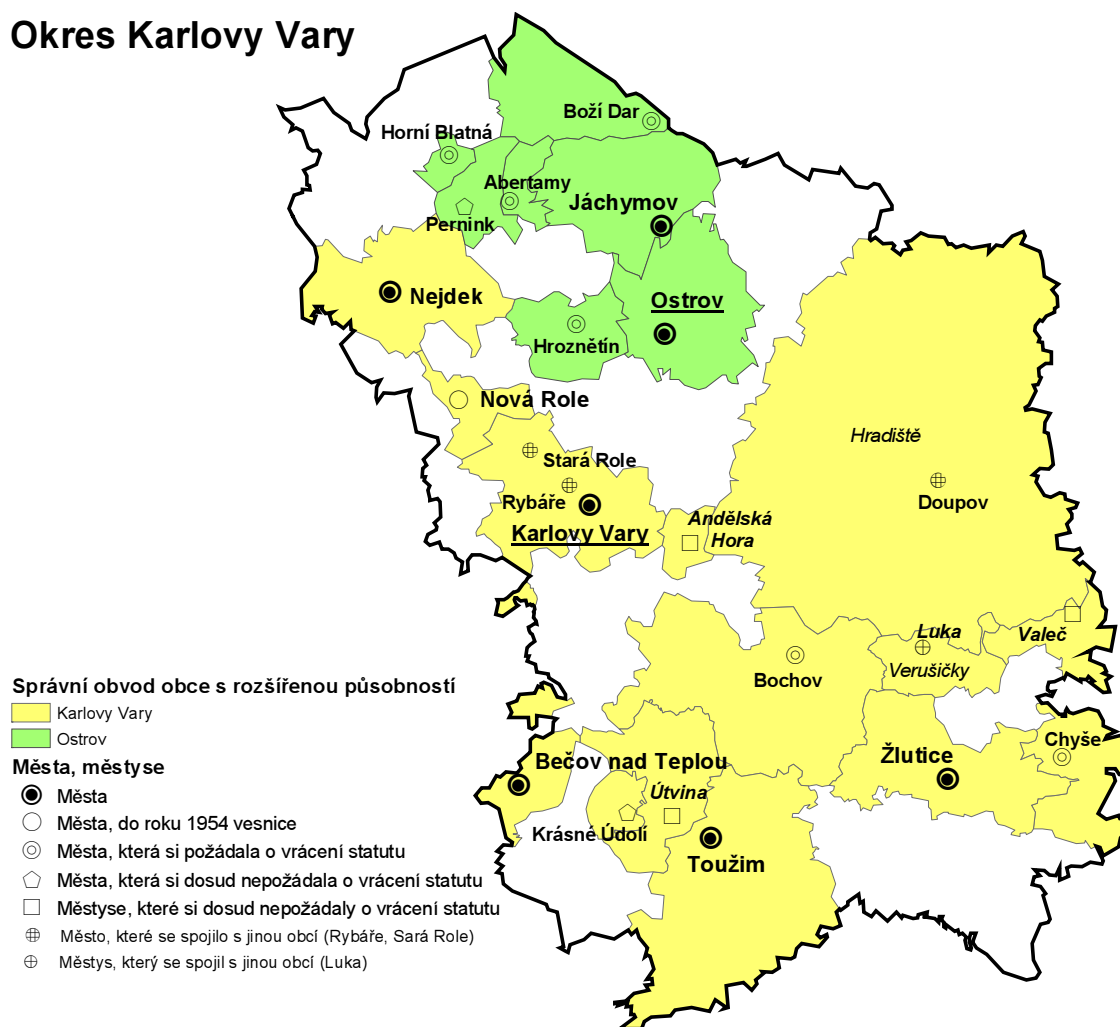 Okres Karlovy Vary
Boží Dar
Horní Blatná
Abertamy
Jáchymov
Pernink
Nejdek
Ostrov
Hroznětín
Nová Role
Hradiště
Stará Role
Rybáře
Doupov
Andělská
Hora
Karlovy Vary
Luka
Valeč
Verušičky
Bochov
Správní obvod obce s rozšířenou působností
Karlovy Vary
Ostrov
Chyše
Žlutice
Bečov nad Teplou
Útvina
Krásné Údolí
Toužim
Města, městyse
Města
Města, do roku 1954 vesnice
Města, která si požádala o vrácení statutu
Města, která si dosud nepožádala o vrácení statutu
Městyse, které si dosud nepožádaly o vrácení statutu
Město, které se spojilo s jinou obcí (Rybáře, Sará Role)
Městys, který se spojil s jinou obcí (Luka)